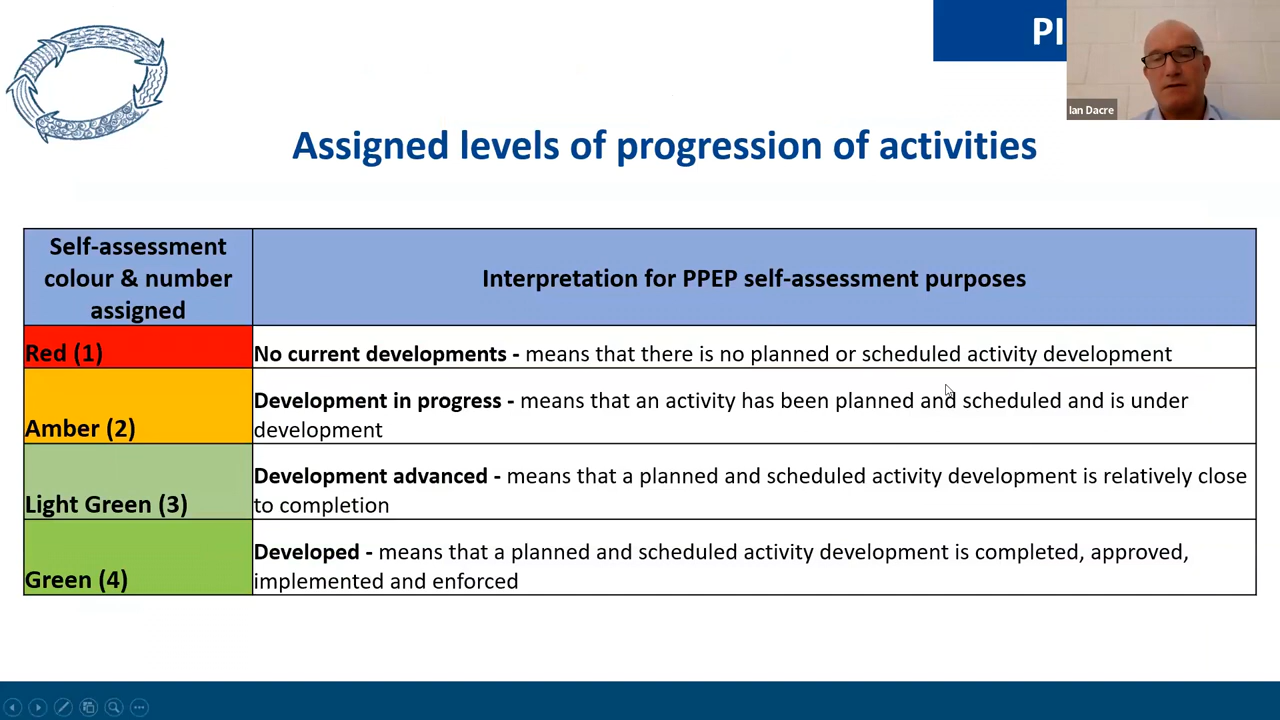 PI
Ian Dacre
Assigned levels of progression of activities
Self-assessment
colour & number
assigned
Interpretation for PPEP self-assessment purposes
Red (1)
No current developments - means that there is no planned or scheduled activity development
Amber (2)
Development in progress - means that an activity has been planned and scheduled and is under
development
Light Green (3)
Development advanced - means that a planned and scheduled activity development is relatively close
to completion
Green (4)
Developed - means that a planned and scheduled activity development is completed, approved,
implemented and enforced